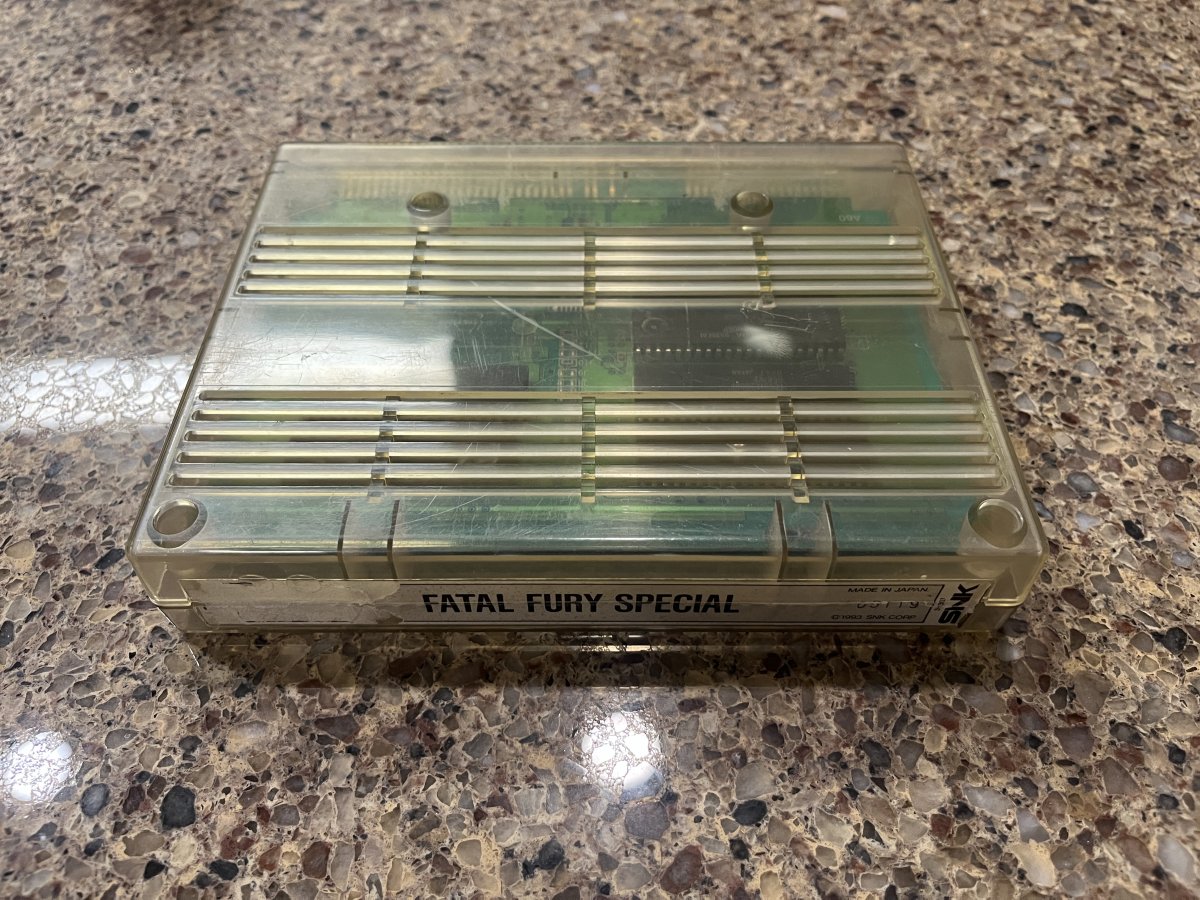 FATAL FURY SPECIAL
MADE IN JAPAN
©1993 SNK CORP.
SNK